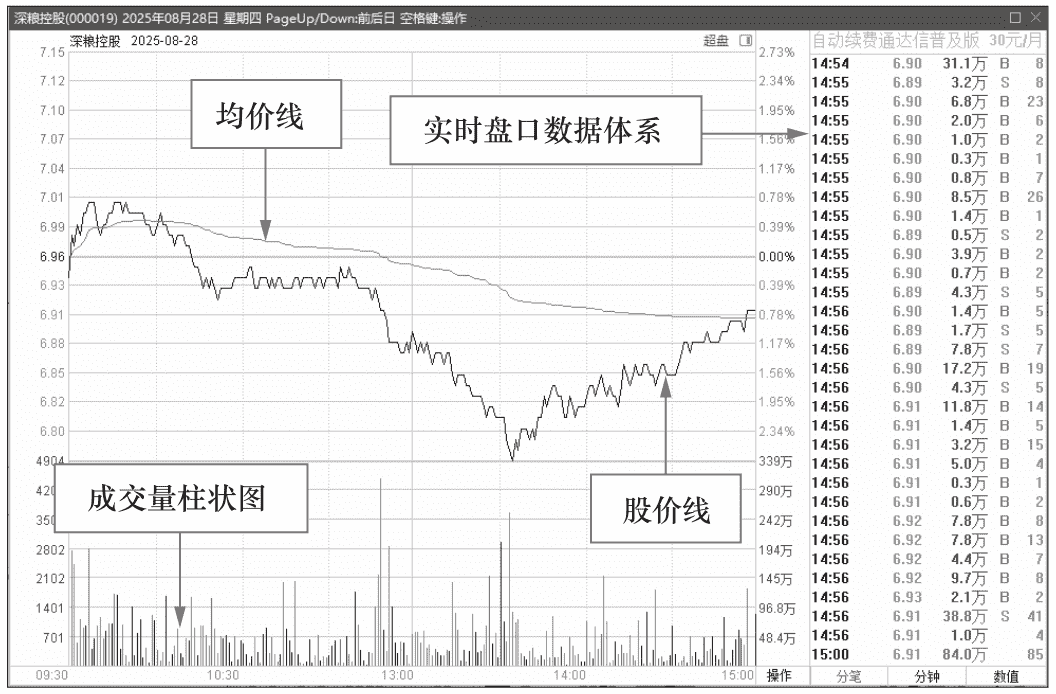 深粮控股(000019) 2025年08月28日 星期四 PageUp/Down:前后日 空格键:操作
深粮控股 2025-08-28
超盘
自动续费通达信普及版 30元/月
7.15
7.12
7.10
7.07
7.04
7.01
6.99
6.96
6.93
6.91
6.88
6.85
6.82
6.80
4904
420
350
2802
2102
1401
701
均价线
实时盘口数据体系
成交量柱状图
股价线
2.73%
2.34%
1.95%
1.56%
1.17%
0.78%
0.39%
0.00%
0.39%
0.78%
1.17%
1.56%
1.95%
2.34%
339万
290万
242万
194万
145万
96.8万
48.4万
14:54 6.90 31.1万 B 8
14:55 6.89 3.2万 S 8
14:55 6.90 6.8万 B 23
14:55 6.90 2.0万 B 6
14:55 6.90 1.0万 B 2
14:55 6.90 0.3万 B 1
14:55 6.90 0.8万 B 7
14:55 6.90 8.5万 B 26
14:55 6.90 1.4万 B 1
14:55 6.89 0.5万 S 2
14:55 6.90 3.9万 B 2
14:55 6.90 0.7万 B 2
14:55 6.89 4.3万 S 5
14:56 6.90 1.4万 B 5
14:56 6.89 1.7万 S 5
14:56 6.89 7.8万 S 7
14:56 6.90 17.2万 B 19
14:56 6.90 4.3万 S 5
14:56 6.91 11.8万 B 14
14:56 6.91 1.4万 B 5
14:56 6.91 3.2万 B 15
14:56 6.91 5.0万 B 4
14:56 6.91 0.3万 B 1
14:56 6.91 0.6万 B 2
14:56 6.92 7.8万 B 8
14:56 6.92 7.8万 B 13
14:56 6.92 4.4万 B 7
14:56 6.92 9.7万 B 8
14:56 6.93 2.1万 B 2
14:56 6.91 38.8万 S 41
14:56 6.91 1.0万 4
15:00 6.91 84.0万 85
09:30 10:30 13:00 14:00 15:00 操作
分笔 分钟 数值